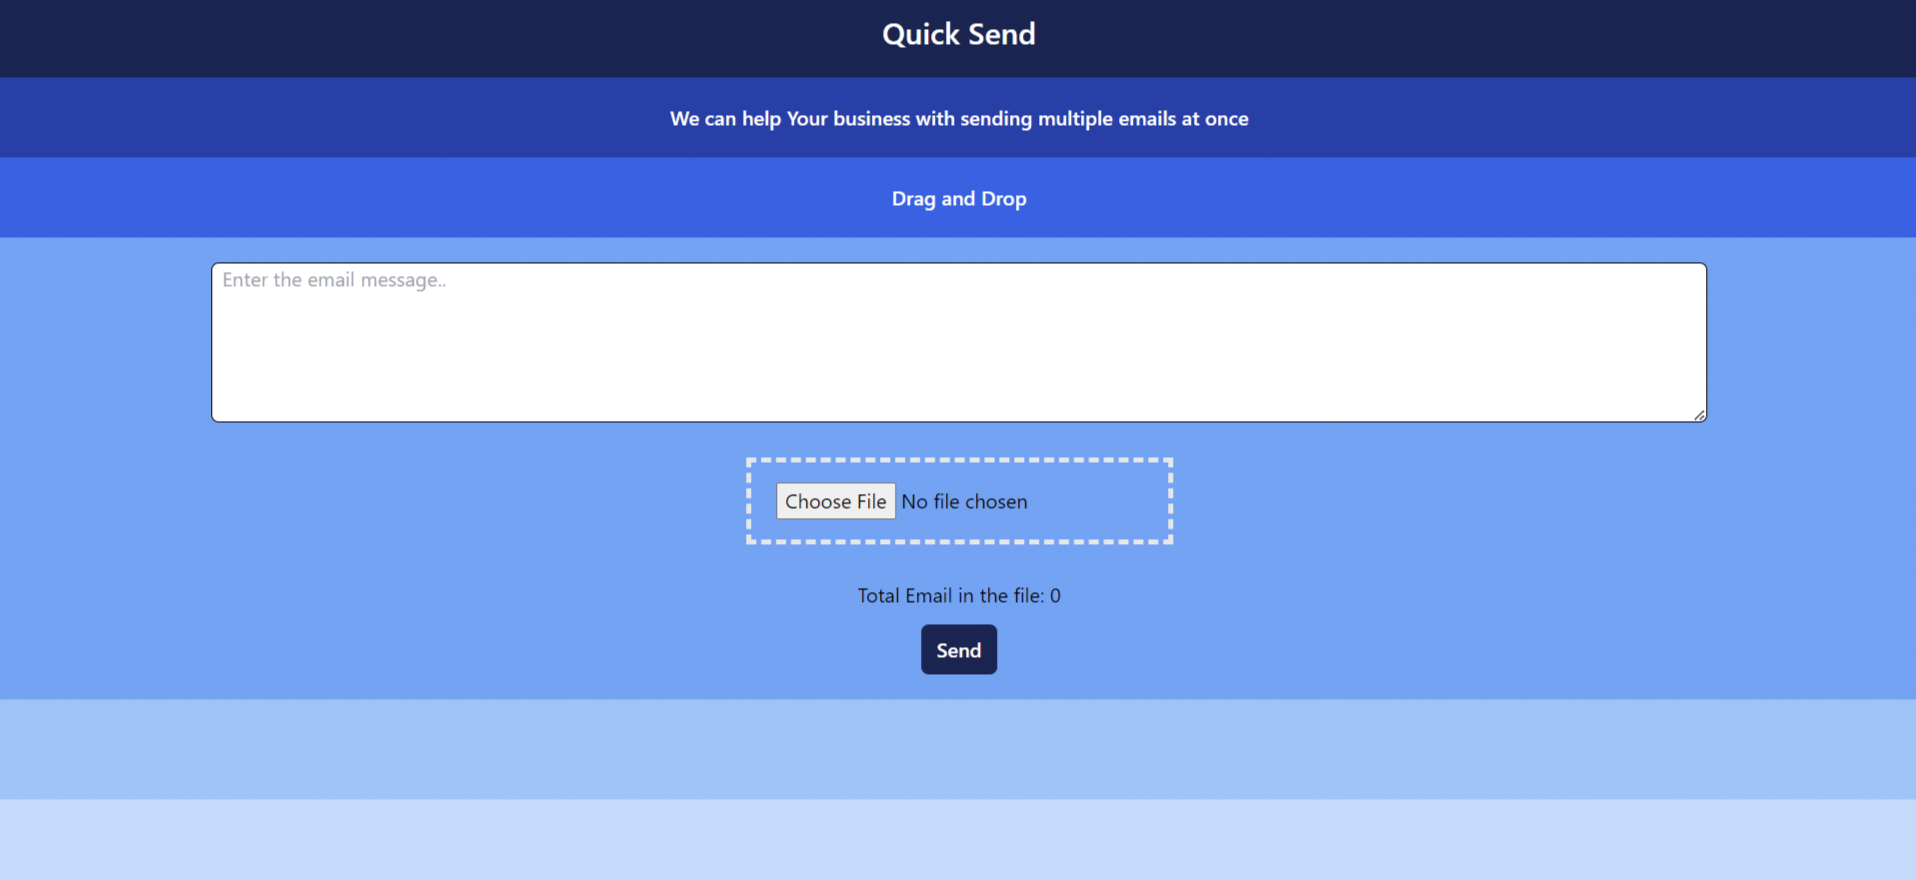 Quick Send
We can help Your business with sending multiple emails at once
Drag and Drop
Enter the email message..
Choose File No file chosen
Total Email in the file: 0
Send